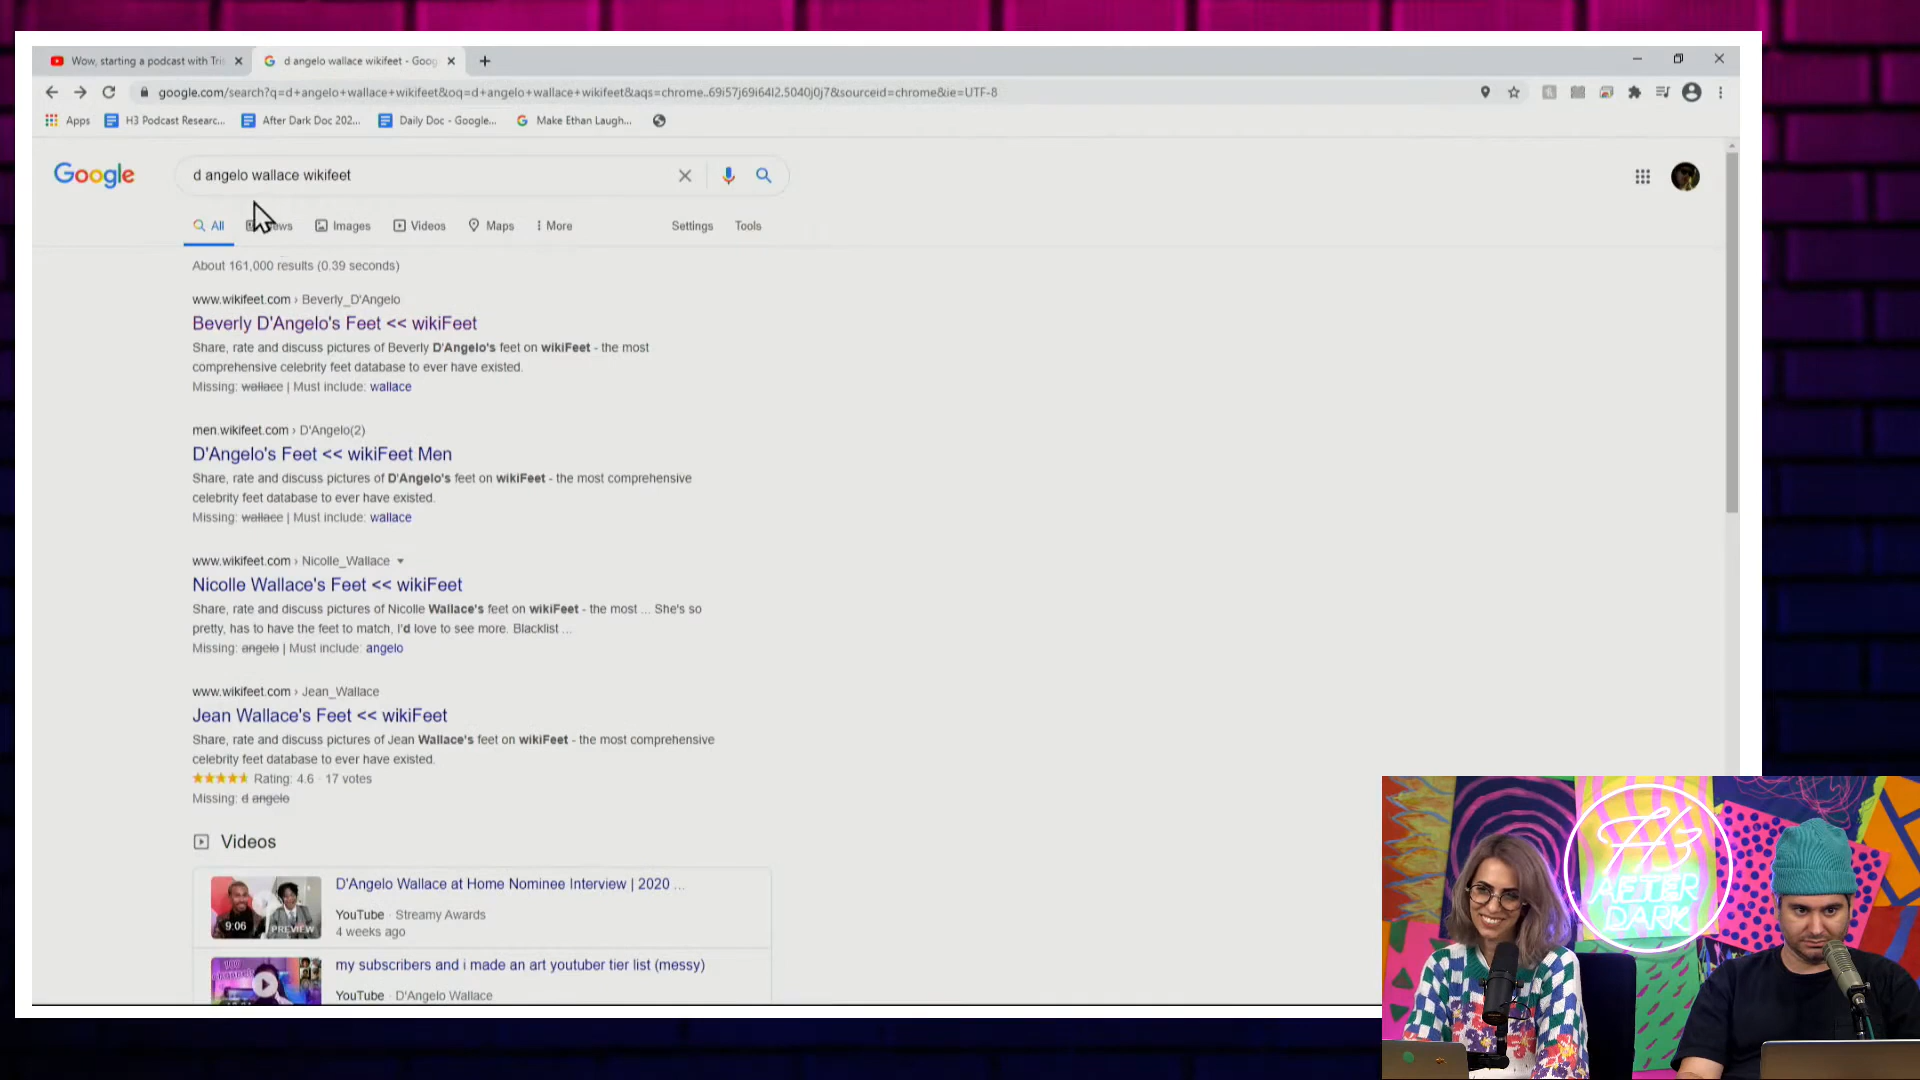 Wow, starting a podcast with Tris
d angelo wallace wikifeet - Goog
google.com/search?q=d+angelo+wallace+wikifeet&oq=d+angelo+wallace+wikifeet&aqs=chrome..69i57j69i64l2.5040j0j7&sourceid=chrome&ie=UTF-8
Apps
H3 Podcast Researc...
After Dark Doc 202...
Daily Doc - Google...
Make Ethan Laugh...
Google
d angelo wallace wikifeet
All
Images
Videos
Maps
More
Settings
Tools
About 161,000 results (0.39 seconds)
www.wikifeet.com › Beverly_D'Angelo
Beverly D'Angelo's Feet << wikiFeet
Share, rate and discuss pictures of Beverly D'Angelo's feet on wikiFeet - the most
comprehensive celebrity feet database to ever have existed.
Missing: wallace | Must include: wallace
men.wikifeet.com › D'Angelo(2)
D'Angelo's Feet << wikiFeet Men
Share, rate and discuss pictures of D'Angelo's feet on wikiFeet - the most comprehensive
celebrity feet database to ever have existed.
Missing: wallace | Must include: wallace
www.wikifeet.com › Nicolle_Wallace
Nicolle Wallace's Feet << wikiFeet
Share, rate and discuss pictures of Nicolle Wallace's feet on wikiFeet - the most ... She's so
pretty, has to have the feet to match, I'd love to see more. Blacklist ...
Missing: angelo | Must include: angelo
www.wikifeet.com › Jean_Wallace
Jean Wallace's Feet << wikiFeet
Share, rate and discuss pictures of Jean Wallace's feet on wikiFeet - the most comprehensive
celebrity feet database to ever have existed.
Rating: 4.6 · 17 votes
Missing: d angelo
Videos
D'Angelo Wallace at Home Nominee Interview | 2020 ...
YouTube · Streamy Awards
4 weeks ago
9:06
PREVIEW
my subscribers and i made an art youtuber tier list (messy)
YouTube · D'Angelo Wallace
H3
AFTER
DARK